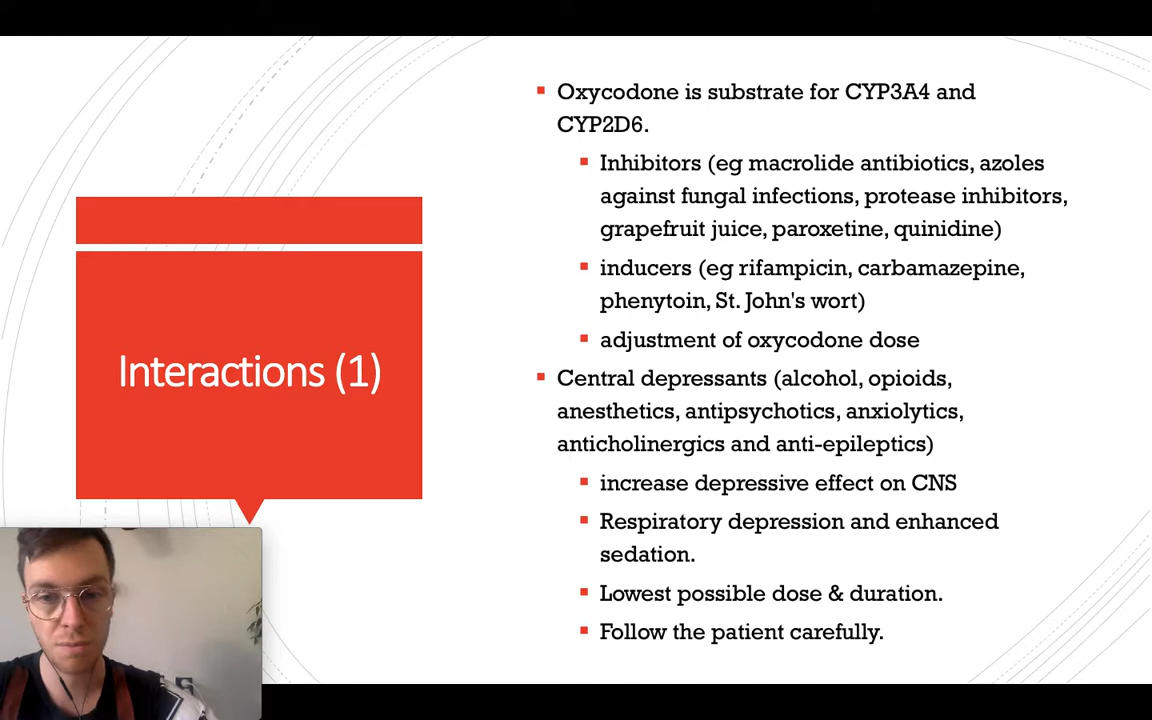 Interactions (1)
Oxycodone is substrate for CYP3A4 and
CYP2D6.
Inhibitors (eg macrolide antibiotics, azoles
against fungal infections, protease inhibitors,
grapefruit juice, paroxetine, quinidine)
inducers (eg rifampicin, carbamazepine,
phenytoin, St. John's wort)
adjustment of oxycodone dose
Central depressants (alcohol, opioids,
anesthetics, antipsychotics, anxiolytics,
anticholinergics and anti-epileptics)
increase depressive effect on CNS
Respiratory depression and enhanced
sedation.
Lowest possible dose & duration.
Follow the patient carefully.